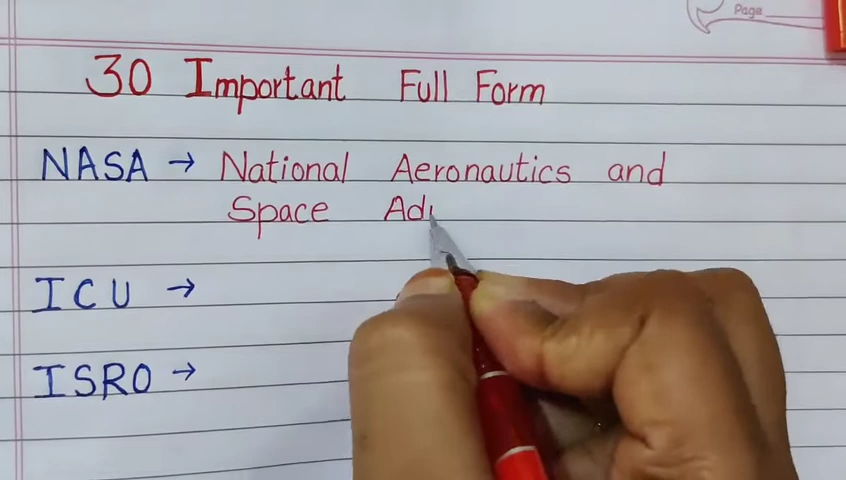 Page
30 Important Full Form
NASA → National Aeronautics and
Space Ad
ICU →
ISRO →